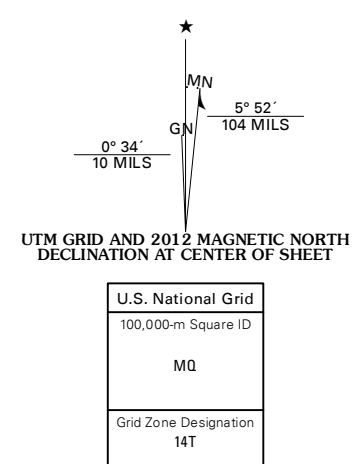 ★
MN
GN
5° 52´
104 MILS
0° 34´
10 MILS
UTM GRID AND 2012 MAGNETIC NORTH
DECLINATION AT CENTER OF SHEET
U.S. National Grid
100,000-m Square ID
MQ
Grid Zone Designation
14T